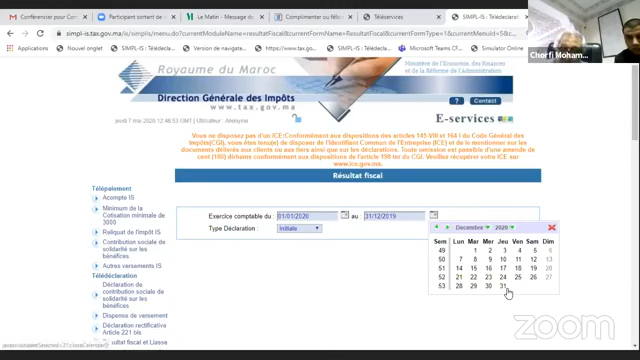 Conférencier pour Com
Participant sortant de
Le Matin - Message do
Complimenter ou félic
Téléservices
SIMPL-IS : Télédeclara
simpl-is.tax.gov.ma/simplis/menu.do?currentModuleName=resultatFiscal&currentFormName=ResultatFiscal&currentFormType=1&currentMenuId=5&c
Applications
Nouvel onglet
SIMPL-IS : Télédecl
Version de maratax
https://www.tax.go
Microsoft Teams CF
Simulator Online
Chorfi Moham...
Royaume du Maroc
Ministère de l'Economie, des Finances
et de la Réforme de l'Administration
Direction Générale des Impôts
www.tax.gov.ma
? Contact
jeudi 7 mai 2020 12:46:53 GMT | Utilisateur : Anonyme
E-services
Vous ne disposez pas d'un ICE:Conformément aux dispositions des articles 145-VIII et 164 I du Code Général des
Impôts(CGI), vous êtes tenu(e) de disposer de l'Identifiant Commun de l'Entreprise (ICE) et de le mentionner sur les
documents délivrés aux clients ou aux tiers ainsi que sur les déclarations. Toute omission est passible d'une amende de
cent (100) dirhams conformément aux dispositions de l'article 198 ter du CGI. Veuillez récupérer votre ICE sur
www.ice.gov.ma
Résultat fiscal
Télépaiement
Acompte IS
Minimum de la
Cotisation minimale de
3000
Reliquat de l'impôt IS
Contribution sociale de
solidarité sur les
bénéfices
Autres versements IS
Télédéclaration
Déclaration de
contribution sociale de
solidarité sur les
bénéfices
Dispense de versement
Déclaration rectificative
Article 221 bis
Résultat fiscal et Liasse
Exercice comptable du : 01/01/2020 au : 31/12/2019
Type Déclaration : Initiale
Décembre 2020
Sem Lun Mar Mer Jeu Ven Sam Dim
49 1 2 3 4 5 6
50 7 8 9 10 11 12 13
51 14 15 16 17 18 19 20
52 21 22 23 24 25 26 27
53 28 29 30 31
zoom